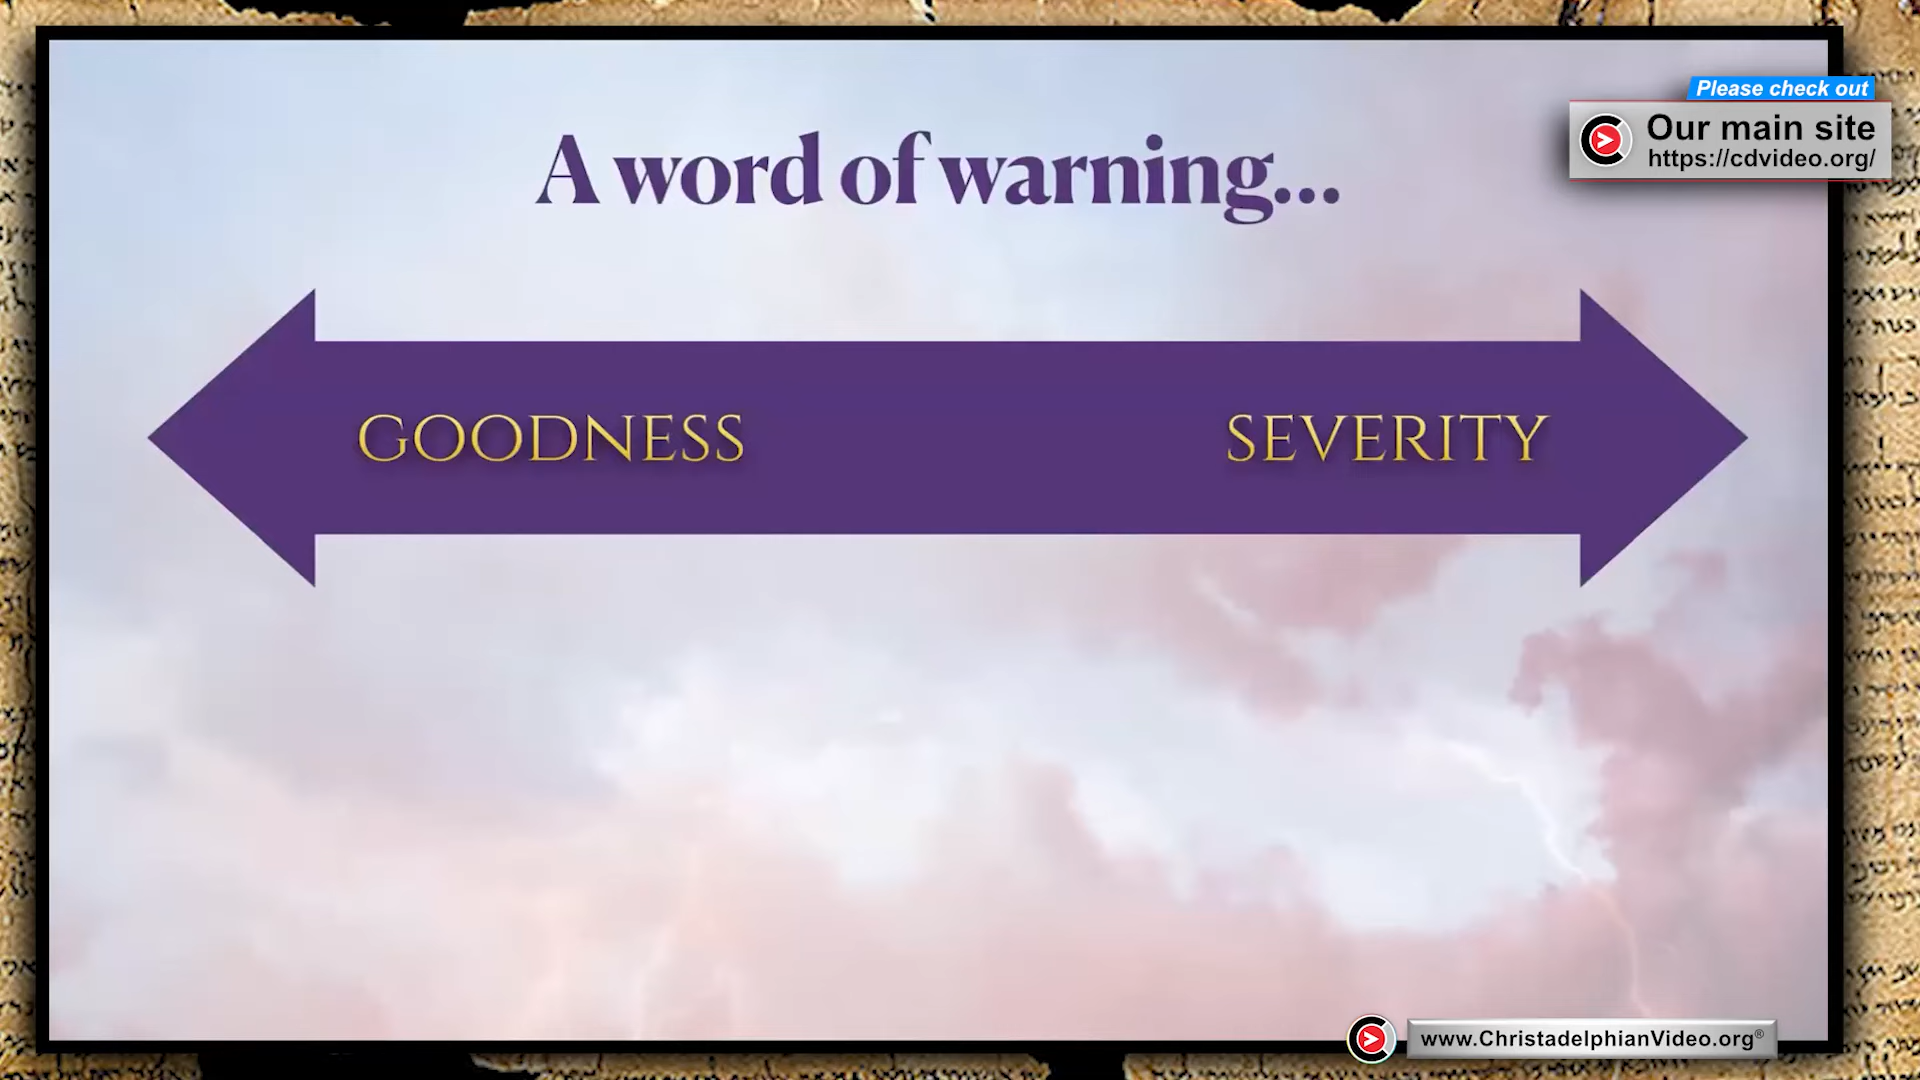 Please check out
Our main site
https://cdvideo.org/
A word of warning...
GOODNESS SEVERITY
www.ChristadelphianVideo.org®